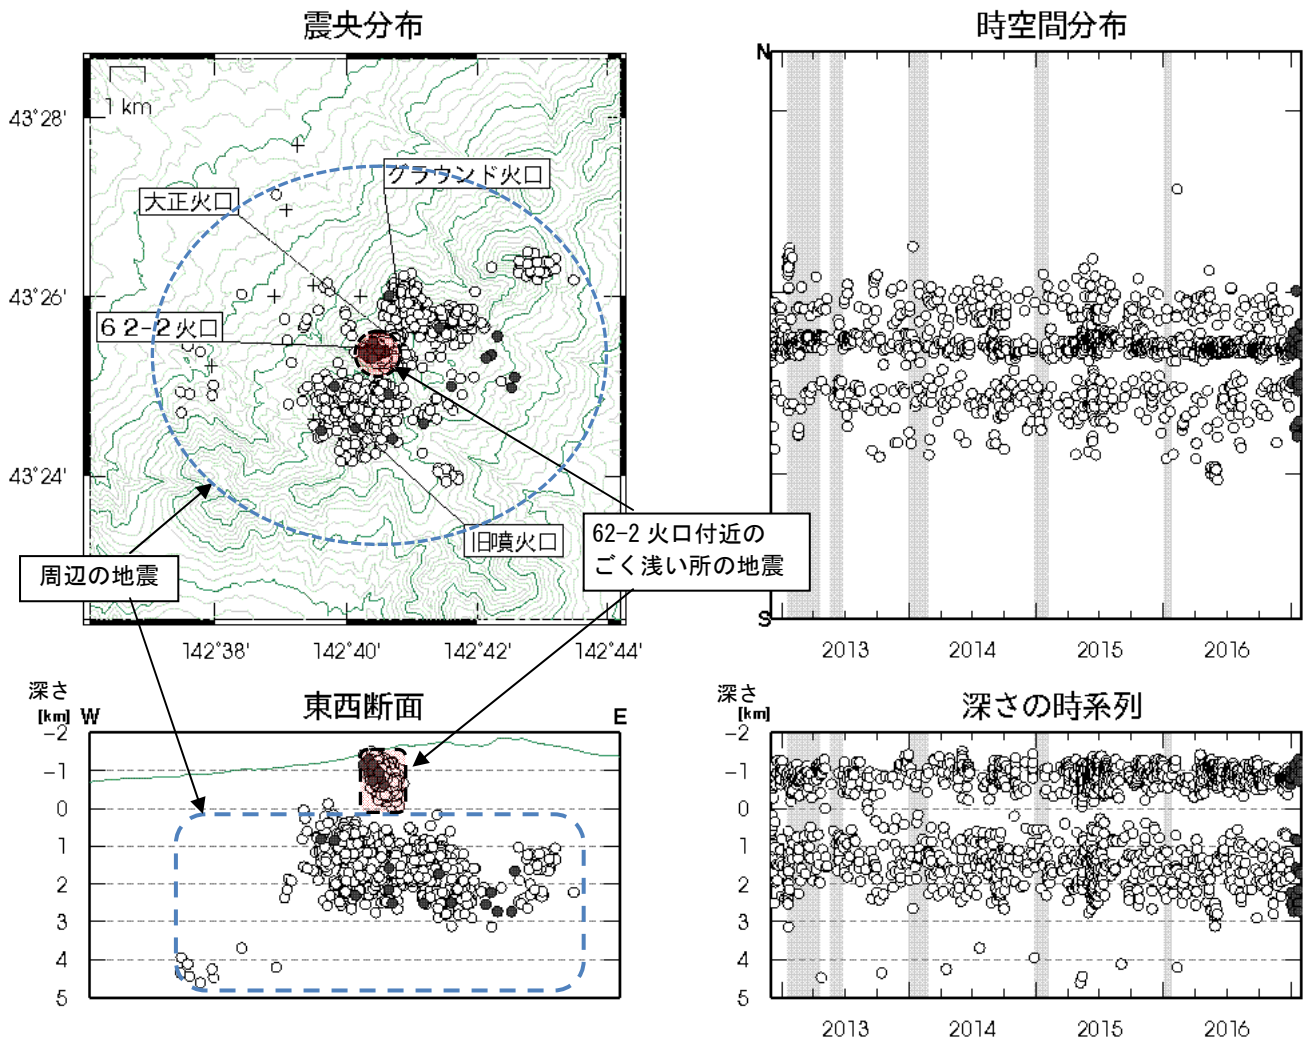 震央分布
時空間分布
1 km
N
43°28'
グラウンド火口
大正火口
43°26'
62-2火口
43°24'
旧噴火口
62-2 火口付近の
ごく浅い所の地震
周辺の地震
S
142°38'
142°40'
142°42'
142°44'
2013
2014
2015
2016
深さ
[km]
W
東西断面
E
深さ
[km]
深さの時系列
-2
-1
0
1
2
3
4
5
-2
-1
0
1
2
3
4
5
2013
2014
2015
2016